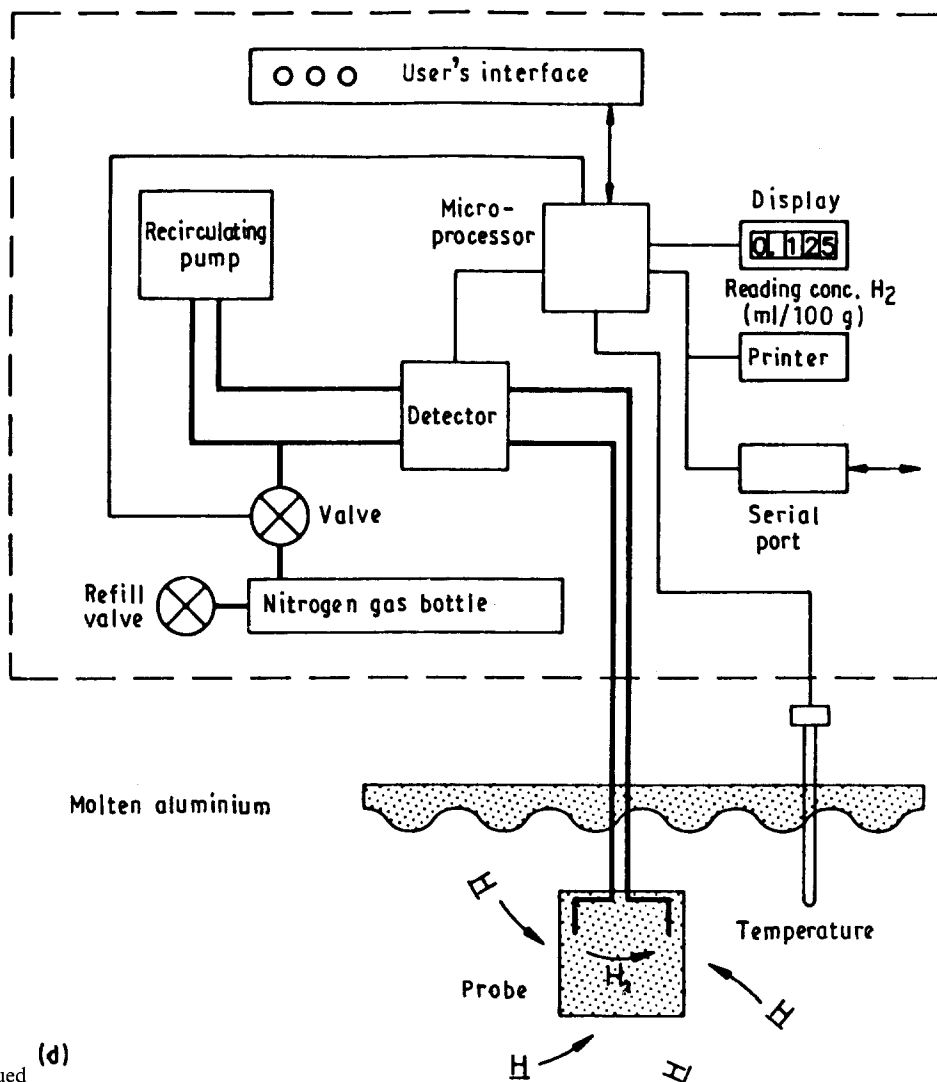 User's interface
Micro-
processor
Display
0.125
Reading conc. H2
(ml/100 g)
Recirculating
pump
Printer
Detector
Serial
port
Valve
Refill
valve
Nitrogen gas bottle
Molten aluminium
H
Temperature
H2
Probe
H
H
H
(d)
ued